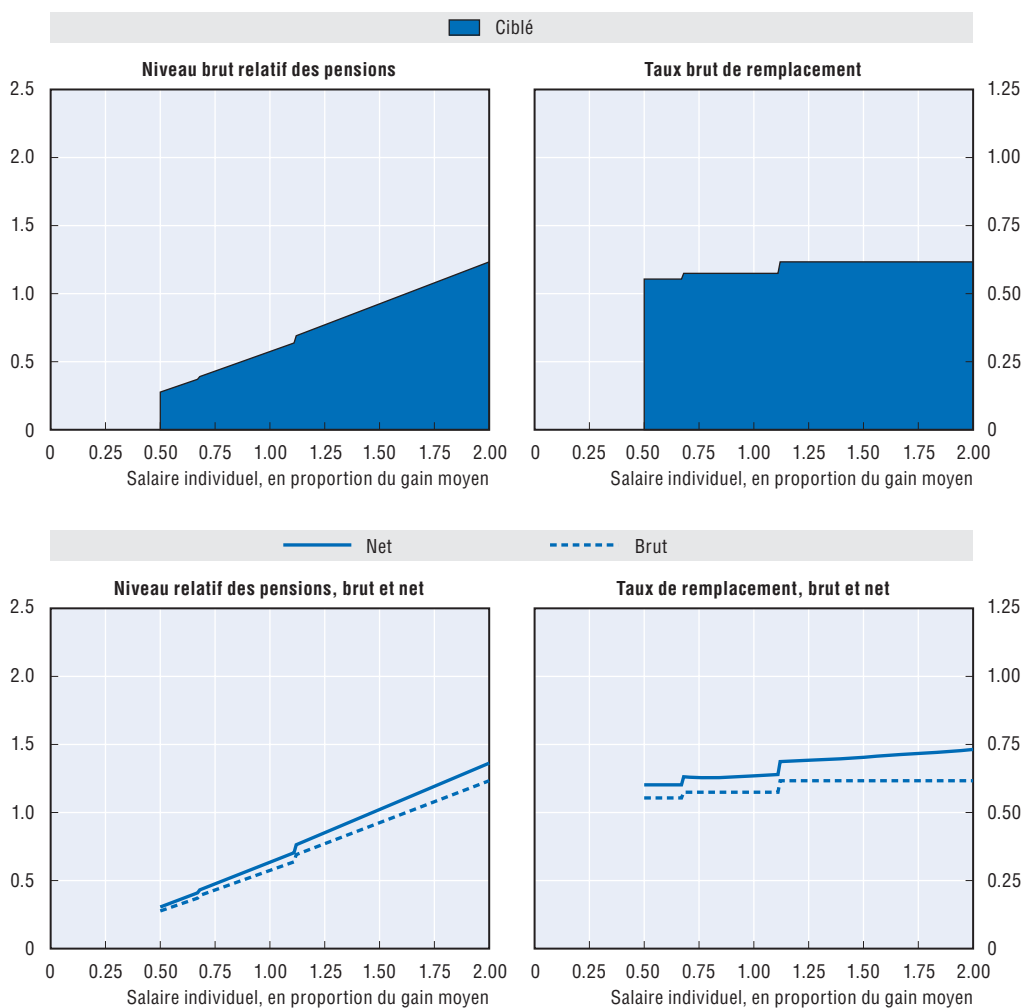 Ciblé
Niveau brut relatif des pensions
2.5
2.0
1.5
1.0
0.5
0
0 0.25 0.50 0.75 1.00 1.25 1.50 1.75 2.00
Salaire individuel, en proportion du gain moyen
Taux brut de remplacement
1.25
1.00
0.75
0.50
0.25
0
0 0.25 0.50 0.75 1.00 1.25 1.50 1.75 2.00
Salaire individuel, en proportion du gain moyen
Net Brut
Niveau relatif des pensions, brut et net
2.5
2.0
1.5
1.0
0.5
0
0 0.25 0.50 0.75 1.00 1.25 1.50 1.75 2.00
Salaire individuel, en proportion du gain moyen
Taux de remplacement, brut et net
1.25
1.00
0.75
0.50
0.25
0
0 0.25 0.50 0.75 1.00 1.25 1.50 1.75 2.00
Salaire individuel, en proportion du gain moyen